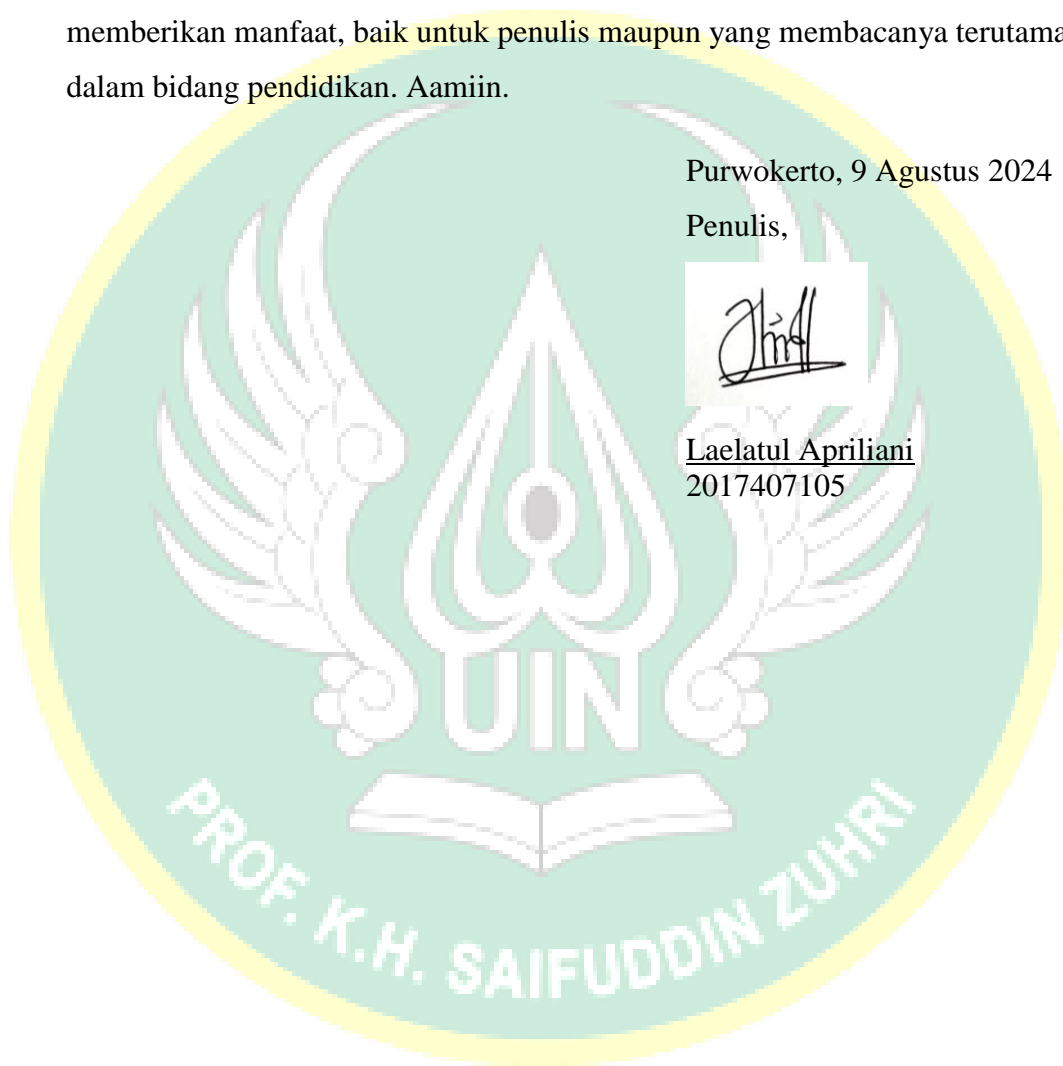 memberikan manfaat, baik untuk penulis maupun yang membacanya terutama
dalam bidang pendidikan. Aamiin.
Purwokerto, 9 Agustus 2024
Penulis,
Laelatul Apriliani
2017407105
UIN
PROF. K.H. SAIFUDDIN ZUHRI